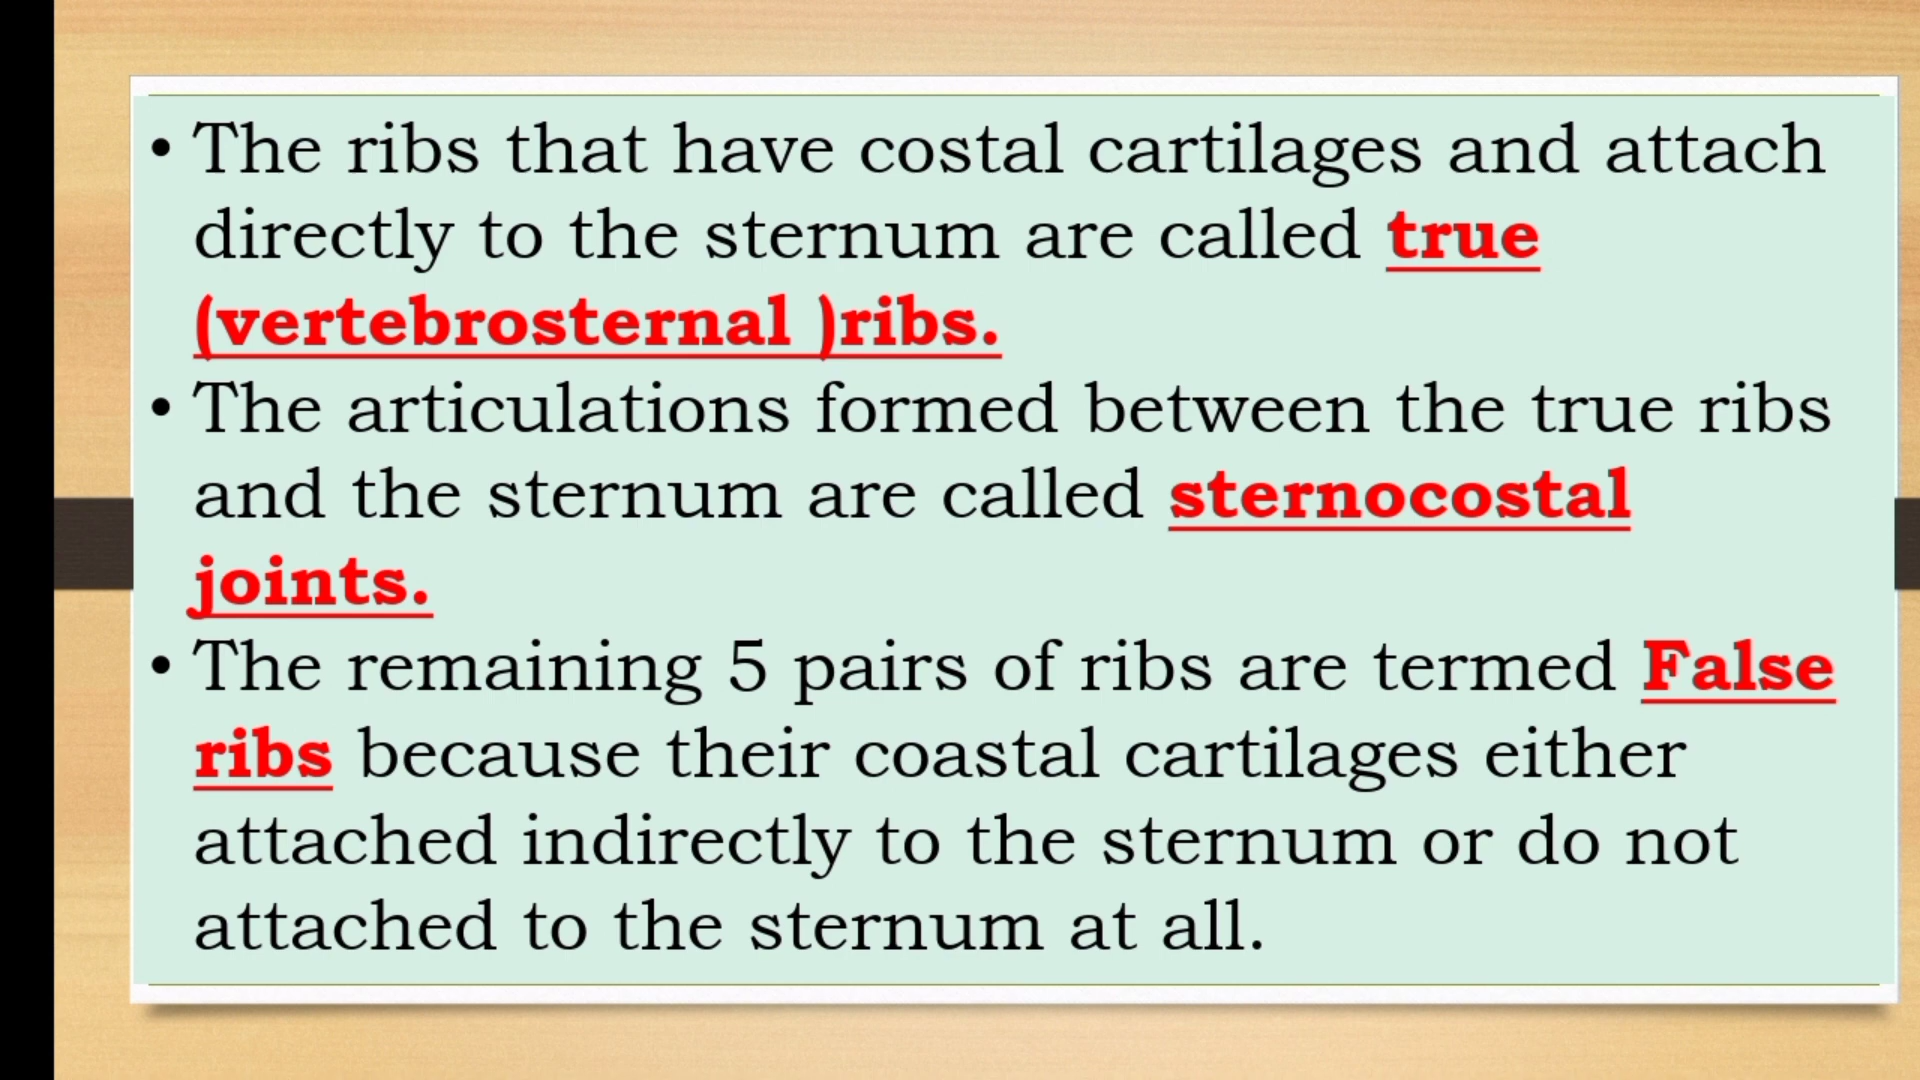 • The ribs that have costal cartilages and attach
directly to the sternum are called true
(vertebrosternal )ribs.
• The articulations formed between the true ribs
and the sternum are called sternocostal
joints.
• The remaining 5 pairs of ribs are termed False
ribs because their coastal cartilages either
attached indirectly to the sternum or do not
attached to the sternum at all.